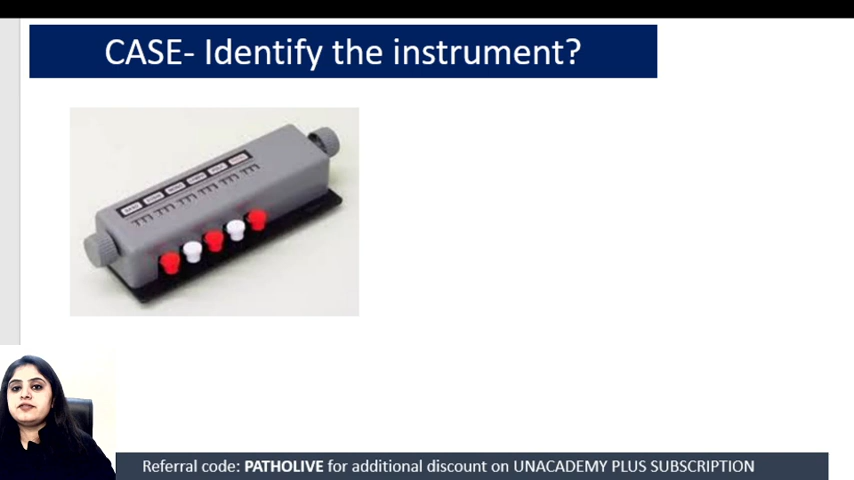 CASE- Identify the instrument?
Referral code: PATHOLIVE for additional discount on UNACADEMY PLUS SUBSCRIPTION